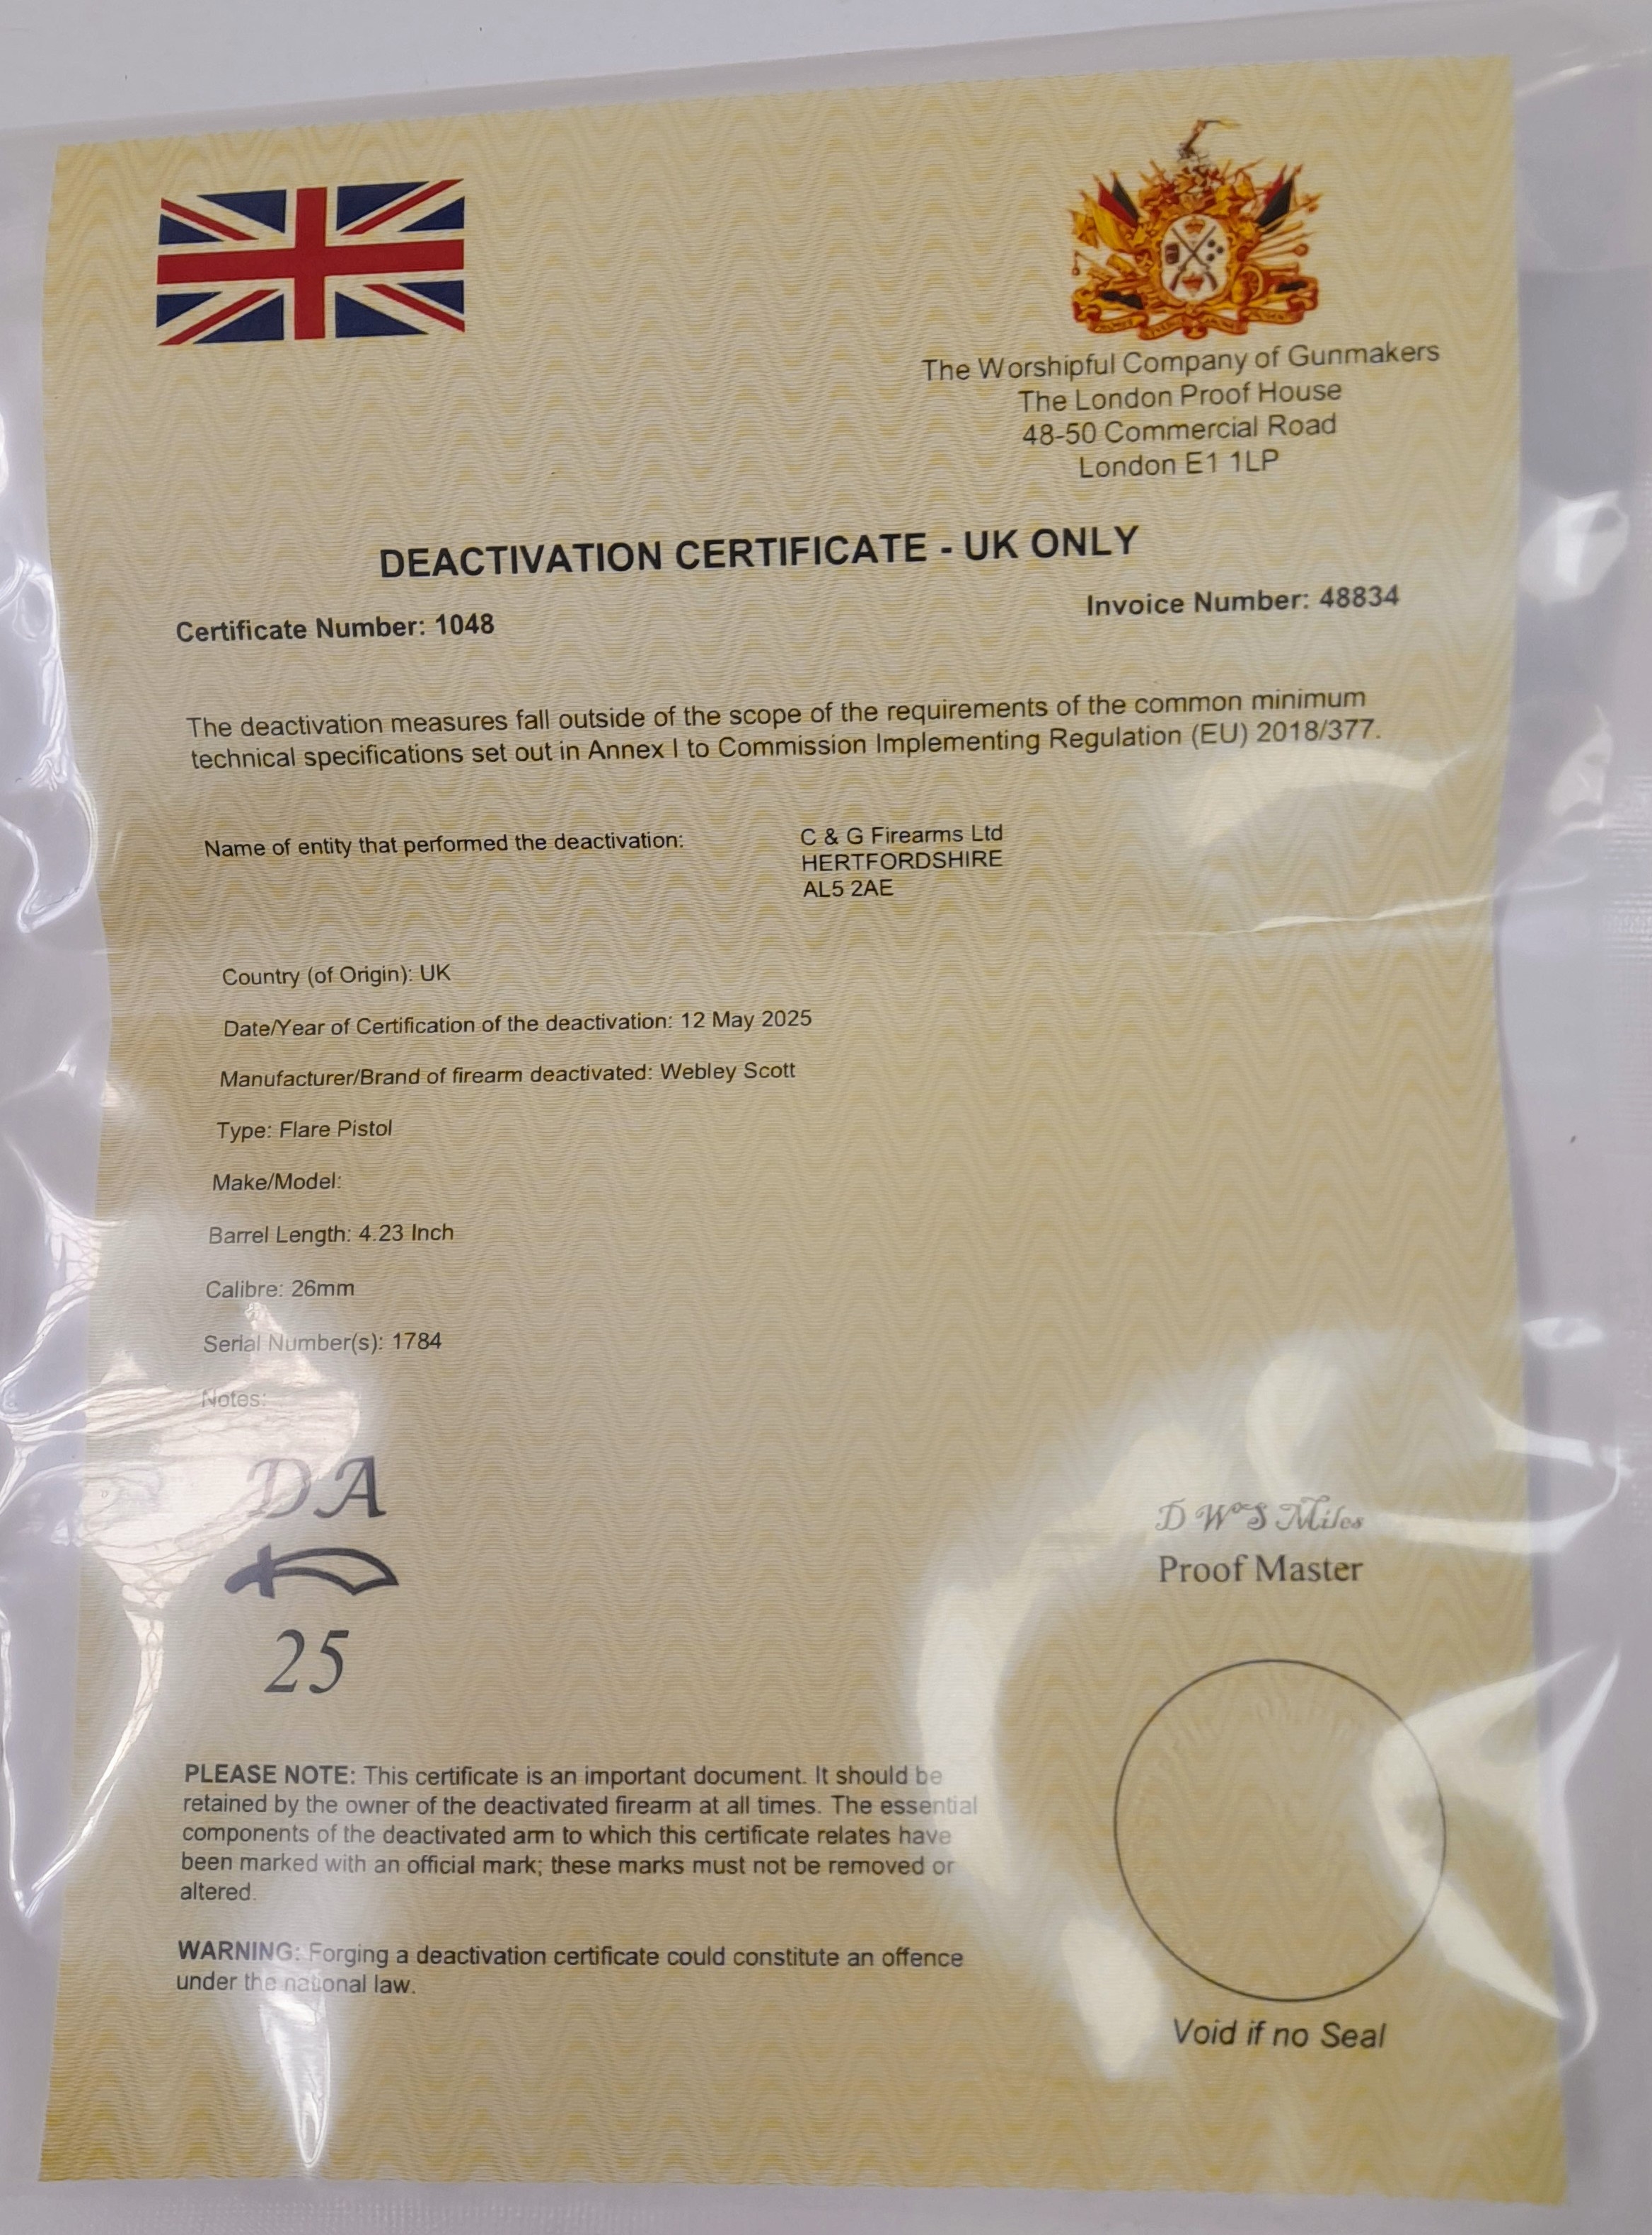 The Worshipful Company of Gunmakers
The London Proof House
48-50 Commercial Road
London E1 1LP
DEACTIVATION CERTIFICATE - UK ONLY
Certificate Number: 1048
Invoice Number: 48834
The deactivation measures fall outside of the scope of the requirements of the common minimum
technical specifications set out in Annex I to Commission Implementing Regulation (EU) 2018/377.
Name of entity that performed the deactivation:
C & G Firearms Ltd
HERTFORDSHIRE
AL5 2AE
Country (of Origin): UK
Date/Year of Certification of the deactivation: 12 May 2025
Manufacturer/Brand of firearm deactivated: Webley Scott
Type: Flare Pistol
Make/Model:
Barrel Length: 4.23 Inch
Calibre: 26mm
Serial Number(s): 1784
Notes:
DA
25
D Wᵐ S Miles
Proof Master
PLEASE NOTE: This certificate is an important document. It should be
retained by the owner of the deactivated firearm at all times. The essential
components of the deactivated arm to which this certificate relates have
been marked with an official mark; these marks must not be removed or
altered.
WARNING: Forging a deactivation certificate could constitute an offence
under the national law.
Void if no Seal